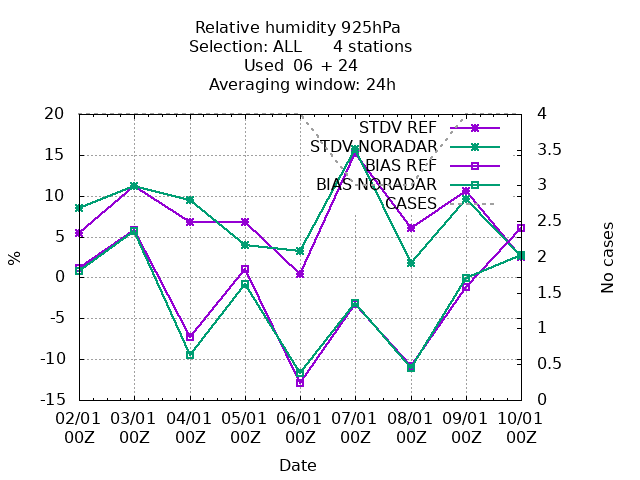 Relative humidity 925hPa
Selection: ALL 4 stations
Used 06 + 24
Averaging window: 24h
20
15
10
5
0
-5
-10
-15
%
4
3.5
3
2.5
2
1.5
1
0.5
0
No cases
STDV REF
STDV NORADAR
BIAS REF
BIAS NORADAR
CASES
02/01 03/01 04/01 05/01 06/01 07/01 08/01 09/01 10/01
00Z 00Z 00Z 00Z 00Z 00Z 00Z 00Z 00Z
Date